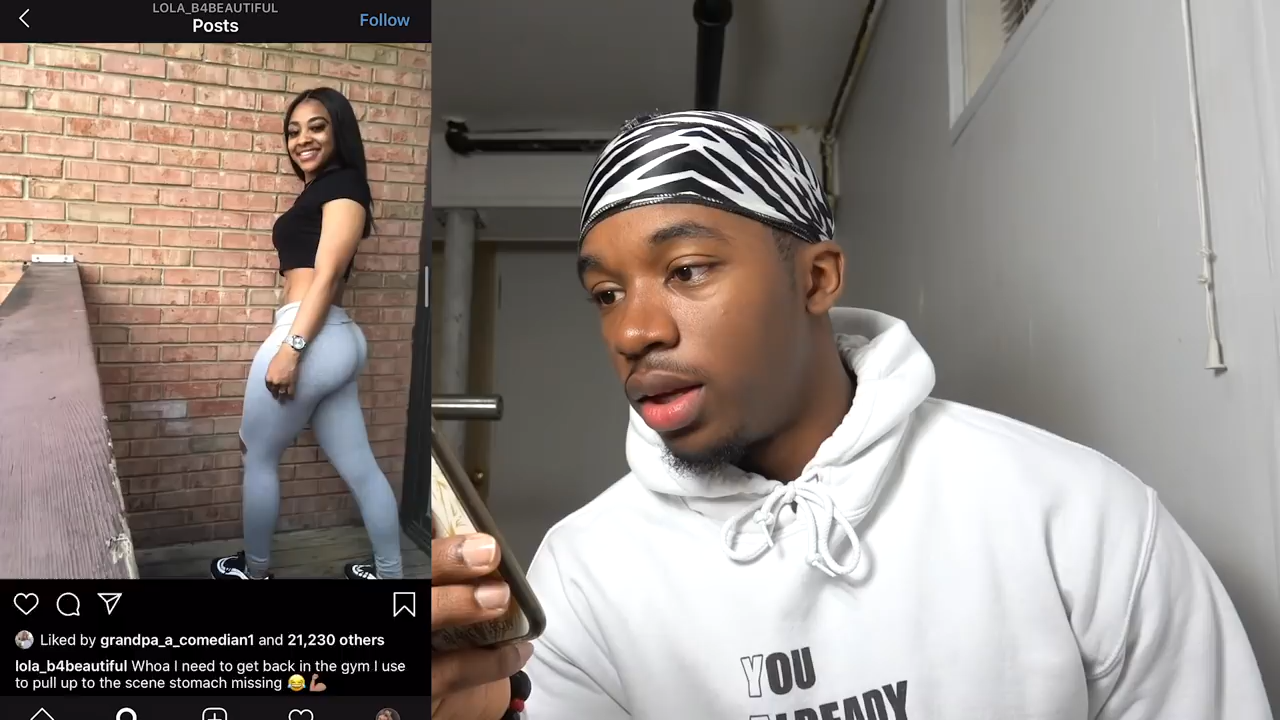 LOLA_B4BEAUTIFUL
Posts
Follow
Liked by grandpa_a_comedian1 and 21,230 others
lola_b4beautiful Whoa I need to get back in the gym I use
to pull up to the scene stomach missing 😂💪🏽
YOU
ALREADY